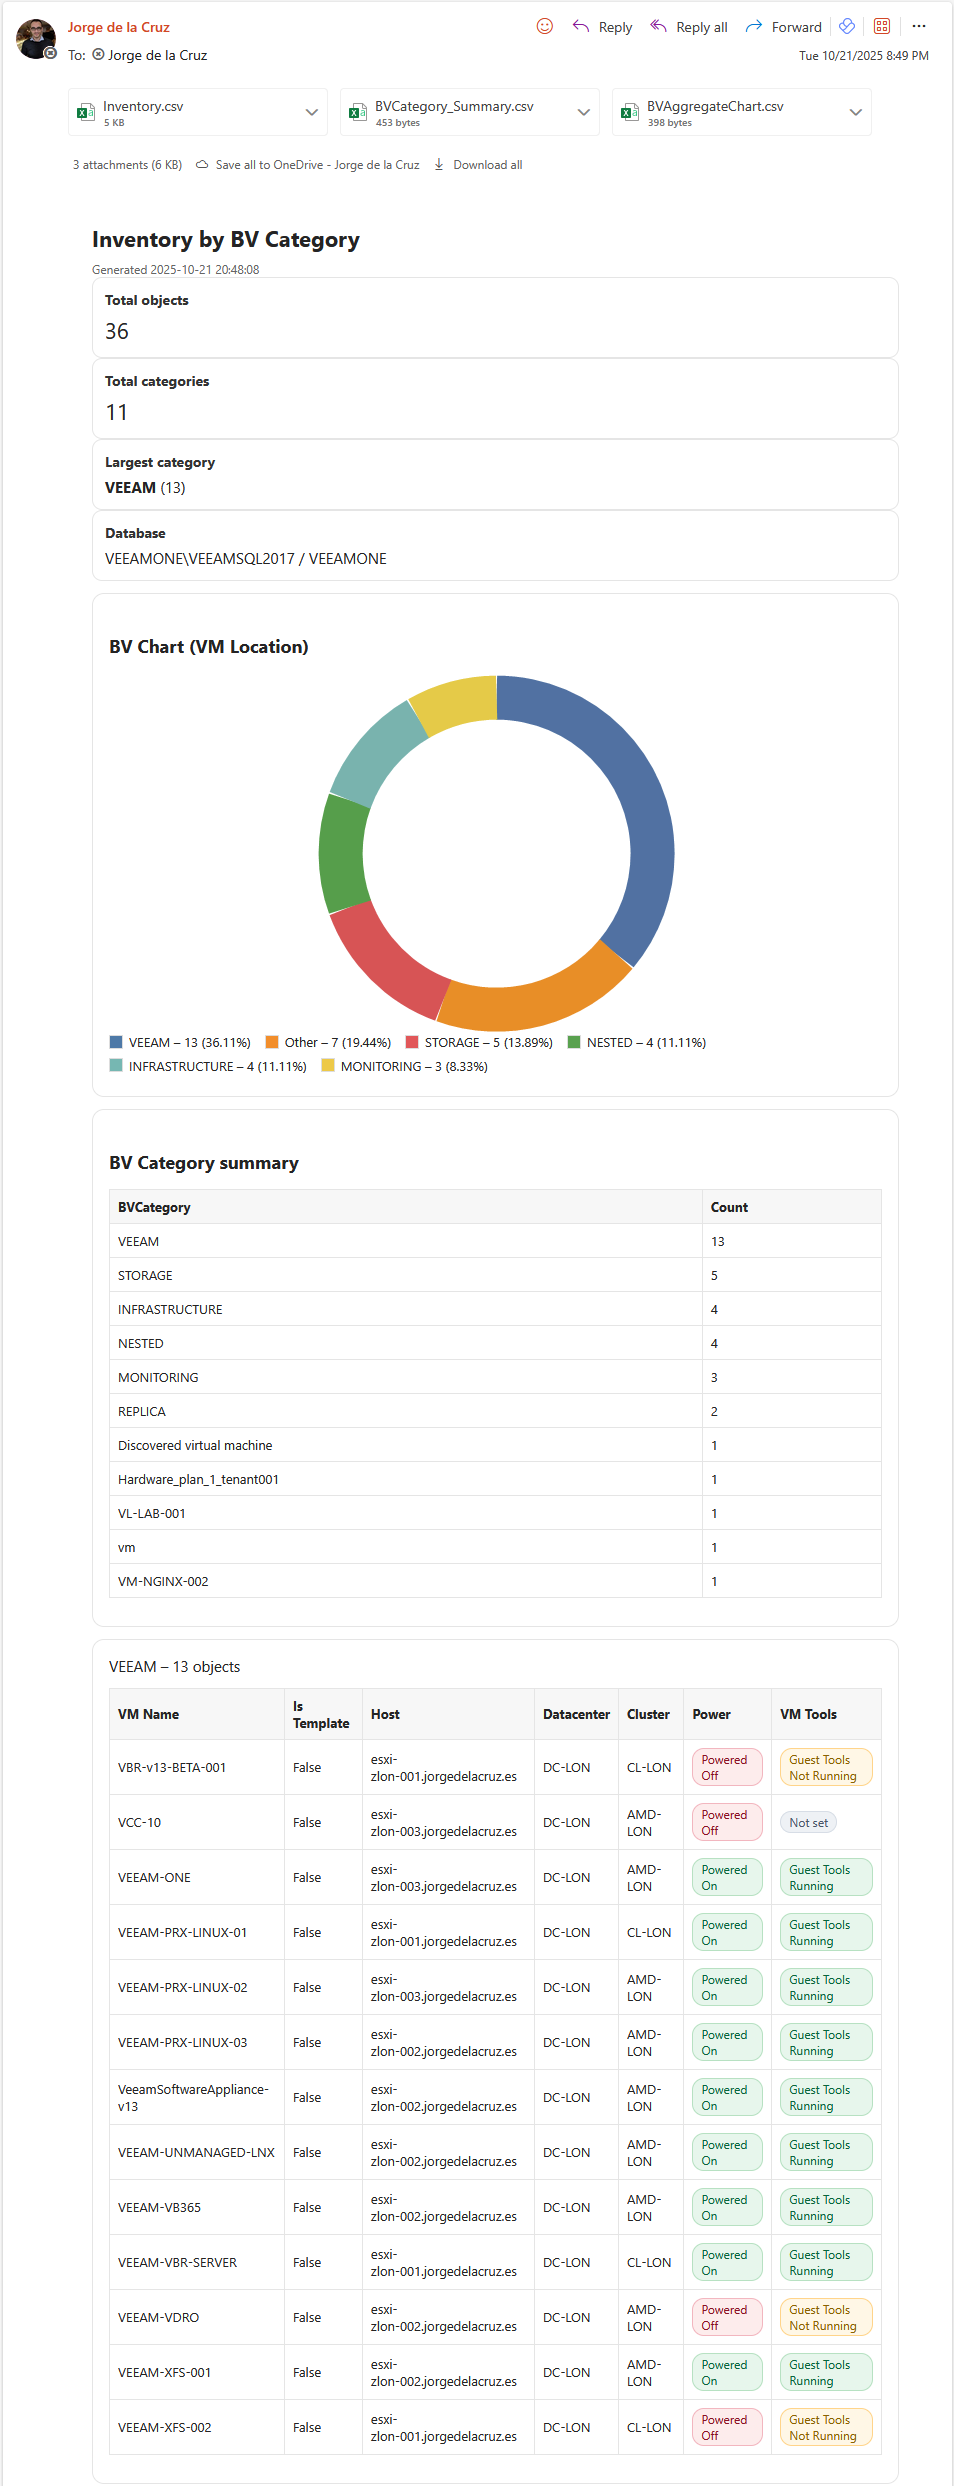 Jorge de la Cruz
Reply
Reply all
Forward
To: Jorge de la Cruz
Tue 10/21/2025 8:49 PM
Inventory.csv
5 KB
BVCategory_Summary.csv
453 bytes
BVAggregateChart.csv
398 bytes
3 attachments (6 KB) Save all to OneDrive - Jorge de la Cruz Download all
Inventory by BV Category
Generated 2025-10-21 20:48:08
Total objects
36
Total categories
11
Largest category
VEEAM (13)
Database
VEEAMONE\VEEAMSQL2017 / VEEAMONE
BV Chart (VM Location)
VEEAM – 13 (36.11%) Other – 7 (19.44%) STORAGE – 5 (13.89%) NESTED – 4 (11.11%)
INFRASTRUCTURE – 4 (11.11%) MONITORING – 3 (8.33%)
BV Category summary
BVCategory Count
VEEAM 13
STORAGE 5
INFRASTRUCTURE 4
NESTED 4
MONITORING 3
REPLICA 2
Discovered virtual machine 1
Hardware_plan_1_tenant001 1
VL-LAB-001 1
vm 1
VM-NGINX-002 1
VEEAM – 13 objects
VM Name Is Template Host Datacenter Cluster Power VM Tools
VBR-v13-BETA-001 False esxi-zlon-001.jorgedelacruz.es DC-LON CL-LON Powered Off Guest Tools Not Running
VCC-10 False esxi-zlon-003.jorgedelacruz.es DC-LON AMD-LON Powered Off Not set
VEEAM-ONE False esxi-zlon-003.jorgedelacruz.es DC-LON AMD-LON Powered On Guest Tools Running
VEEAM-PRX-LINUX-01 False esxi-zlon-001.jorgedelacruz.es DC-LON CL-LON Powered On Guest Tools Running
VEEAM-PRX-LINUX-02 False esxi-zlon-003.jorgedelacruz.es DC-LON AMD-LON Powered On Guest Tools Running
VEEAM-PRX-LINUX-03 False esxi-zlon-002.jorgedelacruz.es DC-LON AMD-LON Powered On Guest Tools Running
VeeamSoftwareAppliance-v13 False esxi-zlon-002.jorgedelacruz.es DC-LON AMD-LON Powered On Guest Tools Running
VEEAM-UNMANAGED-LNX False esxi-zlon-002.jorgedelacruz.es DC-LON AMD-LON Powered On Guest Tools Running
VEEAM-VB365 False esxi-zlon-002.jorgedelacruz.es DC-LON AMD-LON Powered On Guest Tools Running
VEEAM-VBR-SERVER False esxi-zlon-001.jorgedelacruz.es DC-LON CL-LON Powered On Guest Tools Running
VEEAM-VDRO False esxi-zlon-002.jorgedelacruz.es DC-LON AMD-LON Powered Off Guest Tools Not Running
VEEAM-XFS-001 False esxi-zlon-002.jorgedelacruz.es DC-LON AMD-LON Powered On Guest Tools Running
VEEAM-XFS-002 False esxi-zlon-001.jorgedelacruz.es DC-LON CL-LON Powered Off Guest Tools Not Running